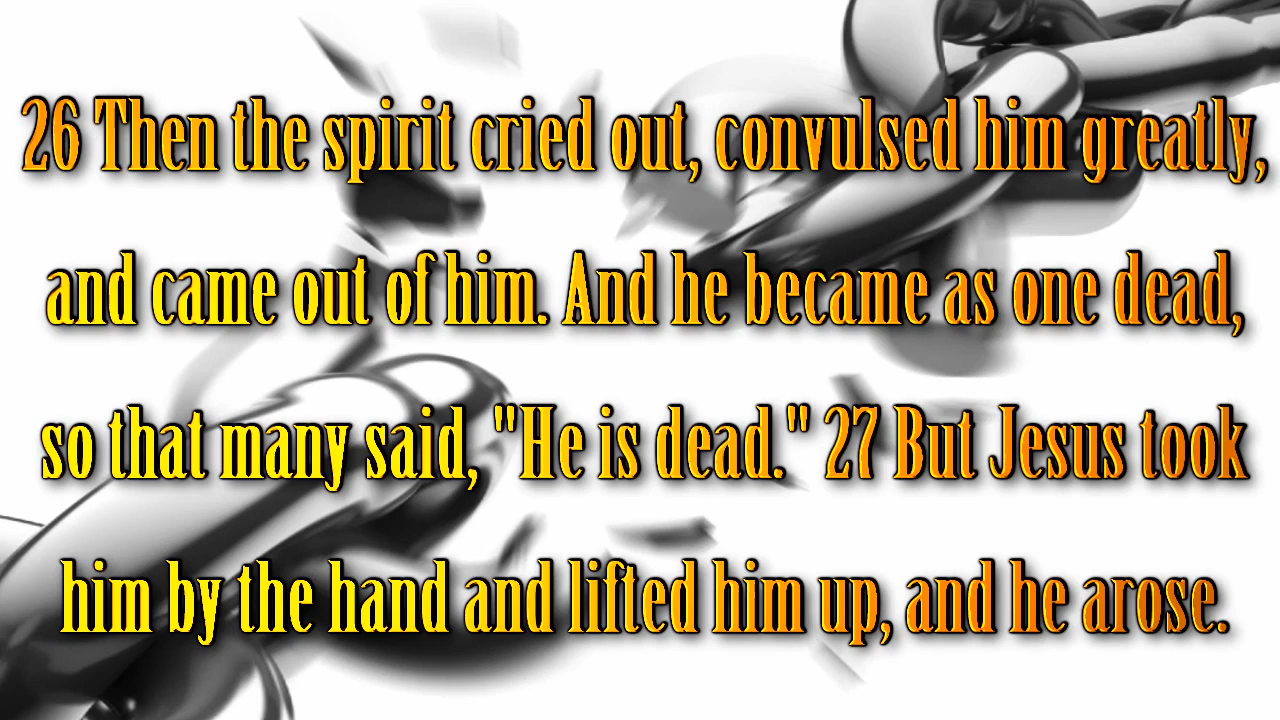 26 Then the spirit cried out, convulsed him greatly,
and came out of him. And he became as one dead,
so that many said, "He is dead." 27 But Jesus took
him by the hand and lifted him up, and he arose.